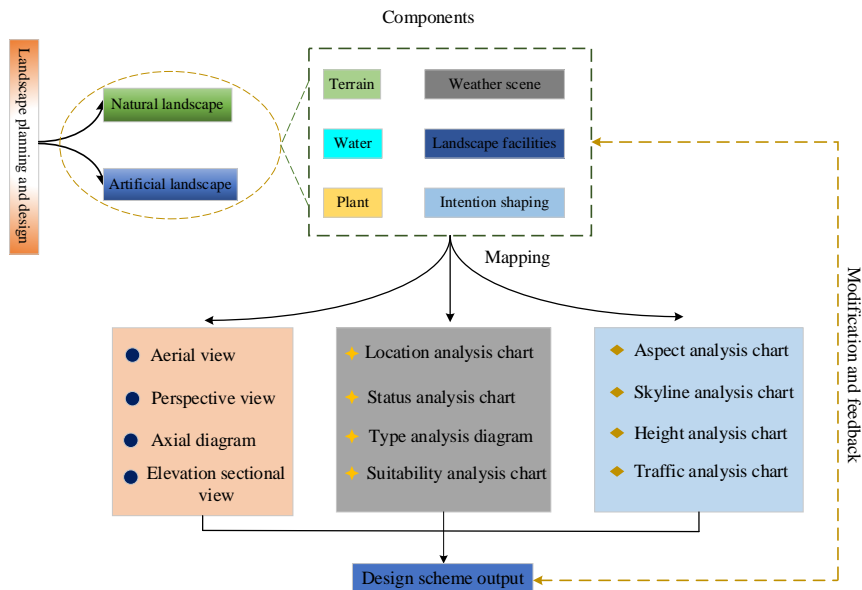 Components
Landscape planning and design
Natural landscape
Artificial landscape
Terrain
Weather scene
Water
Landscape facilities
Plant
Intention shaping
Mapping
Modification and feedback
Aerial view
Perspective view
Axial diagram
Elevation sectional
view
Location analysis chart
Status analysis chart
Type analysis diagram
Suitability analysis chart
Aspect analysis chart
Skyline analysis chart
Height analysis chart
Traffic analysis chart
Design scheme output